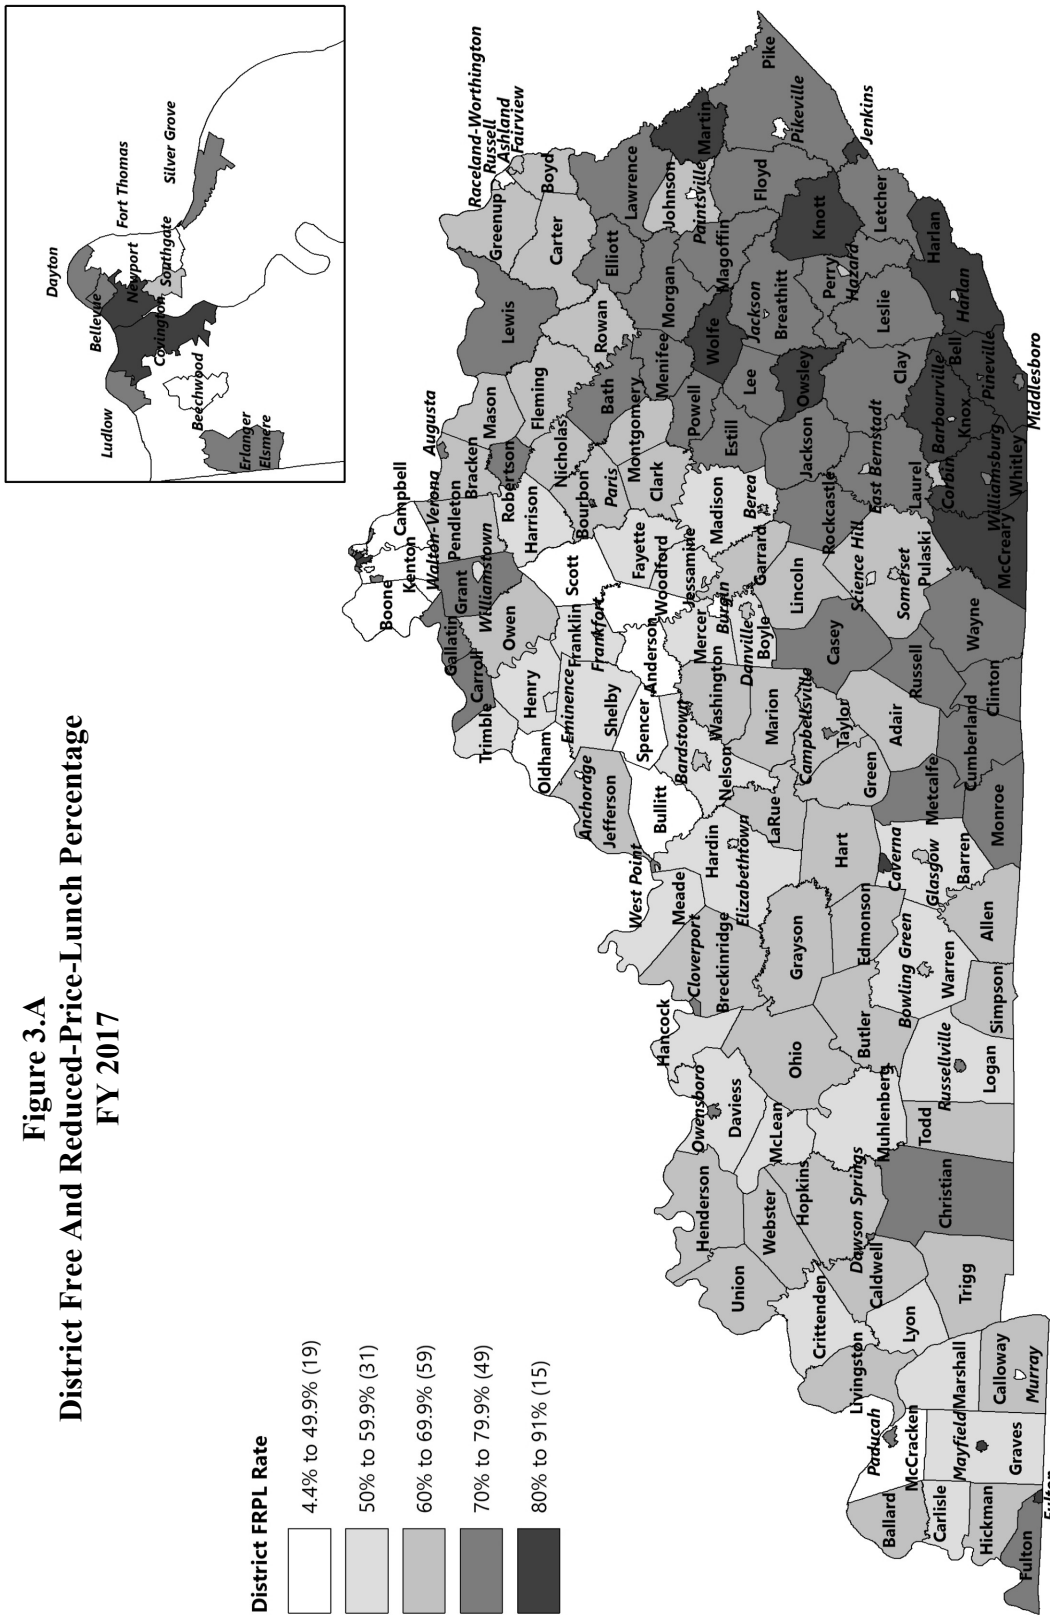 Figure 3.A
District Free And Reduced-Price-Lunch Percentage
FY 2017
District FRPL Rate
4.4% to 49.9% (19)
50% to 59.9% (31)
60% to 69.9% (59)
70% to 79.9% (49)
80% to 91% (15)
Dayton
Bellevue
Ludlow
Newport
Fort Thomas
Silver Grove
Southgate
Covington
Beechwood
Erlanger
Elsmere
Raceland-Worthington
Russell
Ashland
Fairview
Greenup
Boyd
Carter
Lewis
Lawrence
Elliott
Rowan
Mason
Fleming
Augusta
Bracken
Robertson
Nicholas
Bath
Menifee
Morgan
Johnson
Paintsville
Martin
Magoffin
Floyd
Pike
Pikeville
Wolfe
Powell
Montgomery
Clark
Bourbon
Paris
Harrison
Pendleton
Campbell
Kenton
Boone
Walton-Verona
Grant
Williamstown
Gallatin
Carroll
Owen
Trimble
Henry
Eminence
Oldham
Scott
Franklin
Frankfort
Fayette
Woodford
Jessamine
Madison
Berea
Estill
Lee
Jackson
Breathitt
Knott
Jenkins
Letcher
Perry
Hazard
Owsley
Leslie
Clay
Jackson
Rockcastle
East Bernstadt
Laurel
Barbourville
Knox
Corbin
Bell
Pineville
Harlan
Harlan
Middlesboro
Whitley
Williamsburg
McCreary
Pulaski
Somerset
Science Hill
Lincoln
Garrard
Burgin
Mercer
Danville
Boyle
Anderson
Shelby
Spencer
Washington
Bardstown
Nelson
Marion
Casey
Wayne
Russell
Clinton
Cumberland
Adair
Taylor
Campbellsville
Green
Metcalfe
Monroe
Anchorage
Jefferson
Bullitt
West Point
Meade
Hardin
Elizabethtown
LaRue
Hart
Caverna
Glasgow
Barren
Allen
Breckinridge
Cloverport
Grayson
Edmonson
Bowling Green
Warren
Simpson
Hancock
Ohio
Butler
Russellville
Logan
Owensboro
Daviess
McLean
Muhlenberg
Todd
Henderson
Webster
Hopkins
Dawson Springs
Christian
Union
Crittenden
Caldwell
Lyon
Trigg
Livingston
Paducah
McCracken
Marshall
Calloway
Murray
Mayfield
Graves
Ballard
Carlisle
Hickman
Fulton
Fulton